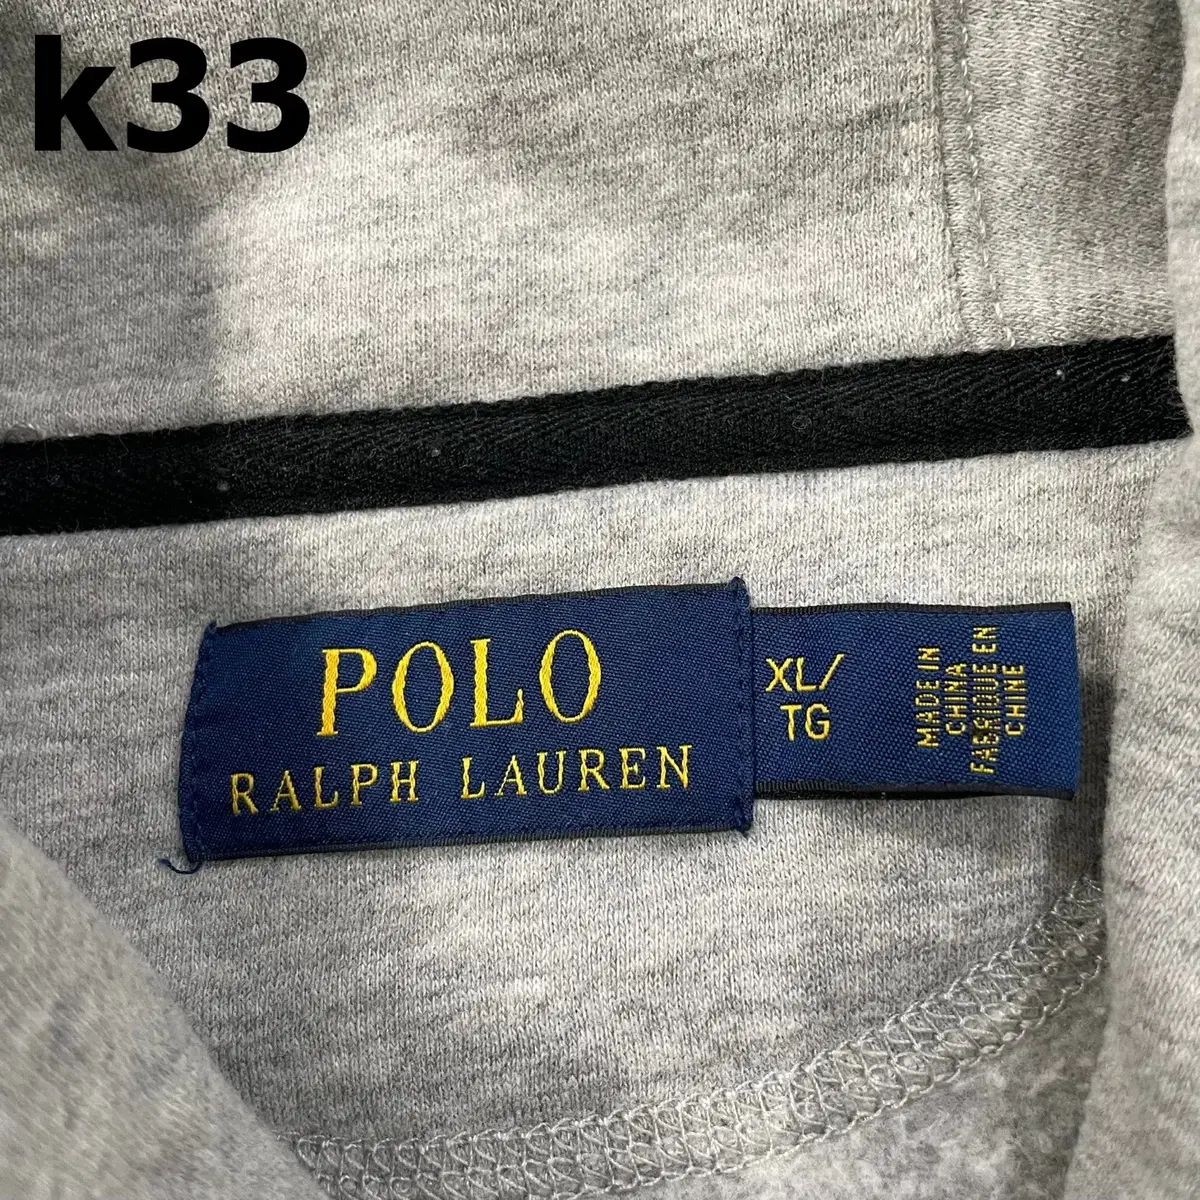 k33
POLO
RALPH LAUREN
XL/
TG
MADE IN
CHINA
FABRIQUE EN
CHINE